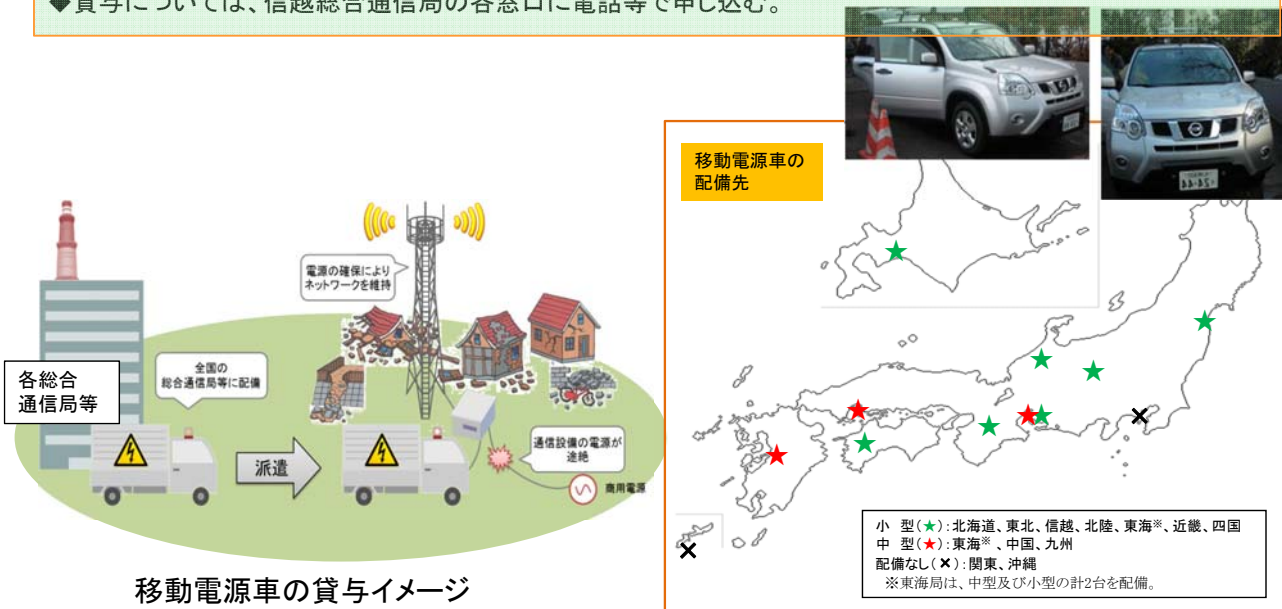 ◆貸与については、信越総合通信局の各窓口に電話等で申し込む。
移動電源車の
配備先
電源の確保により
ネットワークを維持
全国の
総合通信局等に配備
各総合
通信局等
派遣
通信設備の電源が
途絶
商用電源
移動電源車の貸与イメージ
小 型(★):北海道、東北、信越、北陸、東海※、近畿、四国
中 型(★):東海※ 、中国、九州
配備なし(×):関東、沖縄
※東海局は、中型及び小型の計2台を配備。